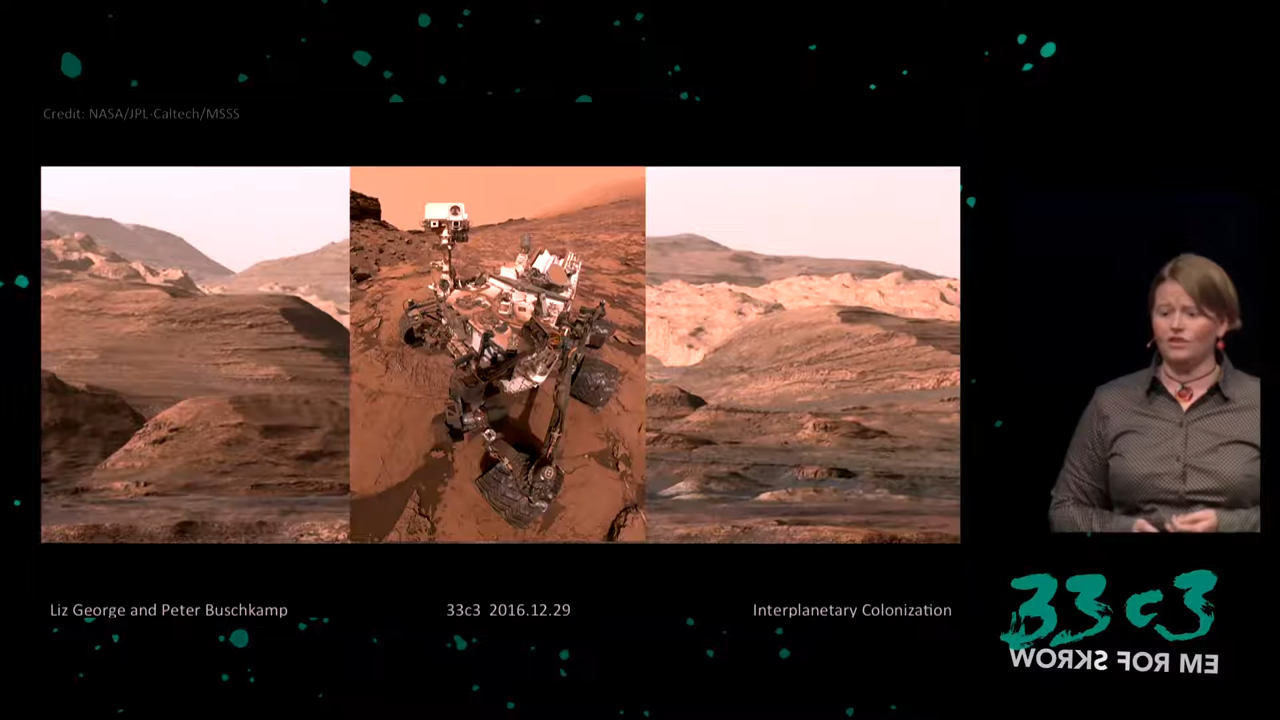 Credit: NASA/JPL-Caltech/MSSS
Liz George and Peter Buschkamp
33c3 2016.12.29
Interplanetary Colonization
33c3
WORKS FOR ME